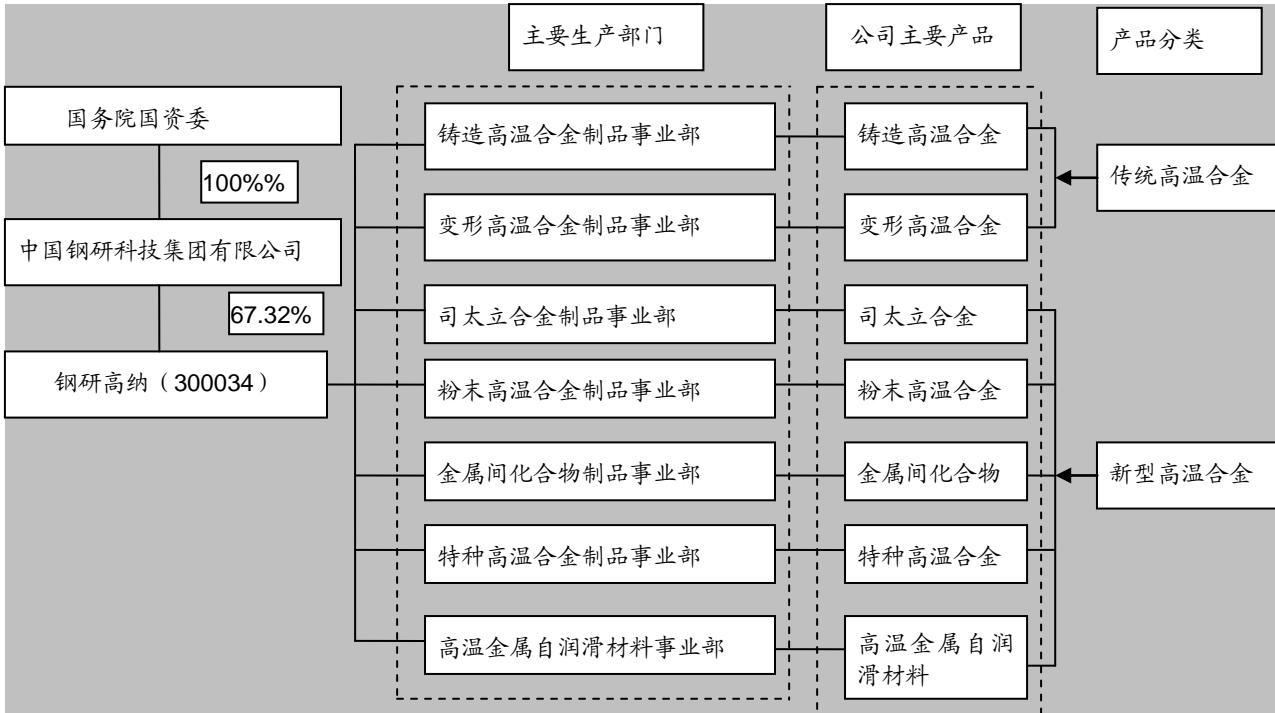 主要生产部门
公司主要产品
产品分类
国务院国资委
100%%
中国钢研科技集团有限公司
67.32%
钢研高纳（300034）
铸造高温合金制品事业部
铸造高温合金
变形高温合金制品事业部
变形高温合金
传统高温合金
司太立合金制品事业部
司太立合金
粉末高温合金制品事业部
粉末高温合金
金属间化合物制品事业部
金属间化合物
新型高温合金
特种高温合金制品事业部
特种高温合金
高温金属自润滑材料事业部
高温金属自润
滑材料